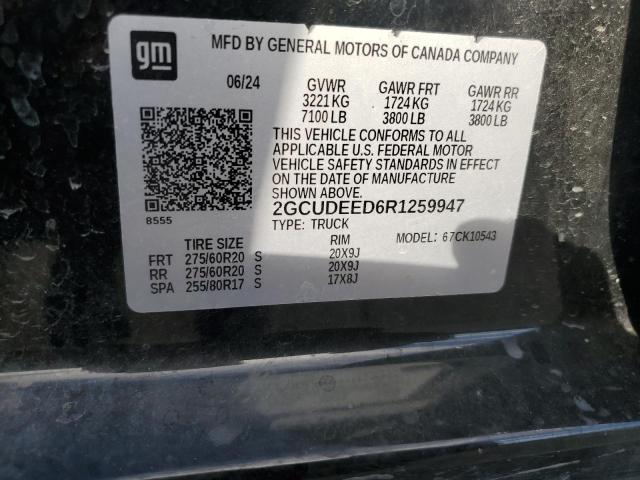 gm
MFD BY GENERAL MOTORS OF CANADA COMPANY
06/24 GVWR GAWR FRT GAWR RR
3221 KG 1724 KG 1724 KG
7100 LB 3800 LB 3800 LB
THIS VEHICLE CONFORMS TO ALL
APPLICABLE U.S. FEDERAL MOTOR
VEHICLE SAFETY STANDARDS IN EFFECT
ON THE DATE OF MANUFACTURE
SHOWN ABOVE.
2GCUDEED6R1259947
8555
TYPE: TRUCK MODEL: 67CK10543
TIRE SIZE RIM
FRT 275/60R20 S 20X9J
RR 275/60R20 S 20X9J
SPA 255/80R17 S 17X8J